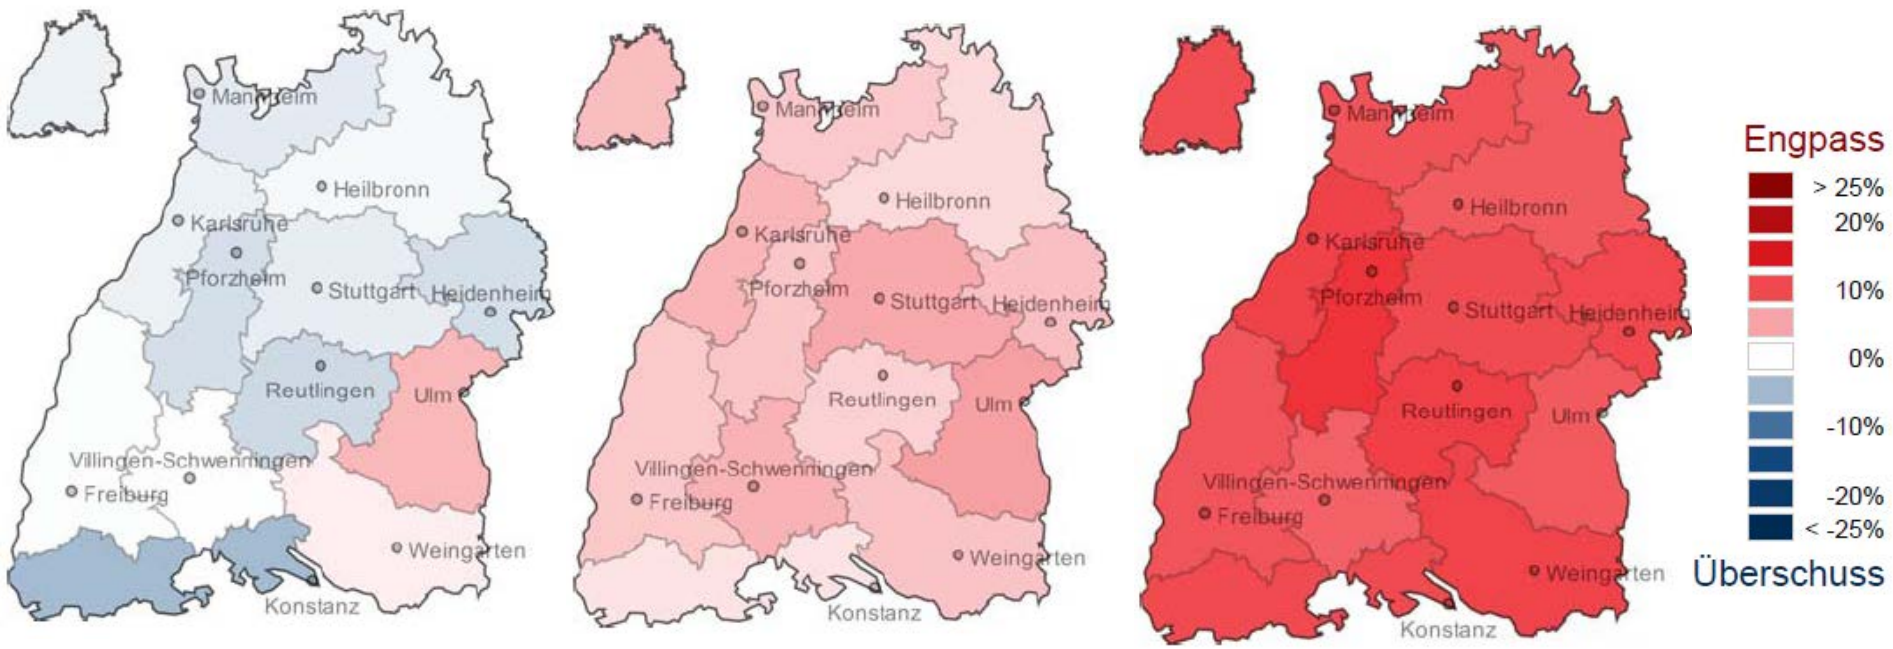 Mannheim
Heilbronn
Karlsruhe
Pforzheim
Stuttgart
Heidenheim
Reutlingen
Ulm
Villingen-Schwenningen
Freiburg
Weingarten
Konstanz
Mannheim
Heilbronn
Karlsruhe
Pforzheim
Stuttgart
Heidenheim
Reutlingen
Ulm
Villingen-Schwenningen
Freiburg
Weingarten
Konstanz
Mannheim
Heilbronn
Karlsruhe
Pforzheim
Stuttgart
Heidenheim
Reutlingen
Ulm
Villingen-Schwenningen
Freiburg
Weingarten
Konstanz
Engpass
> 25%
20%
10%
0%
-10%
-20%
< -25%
Überschuss